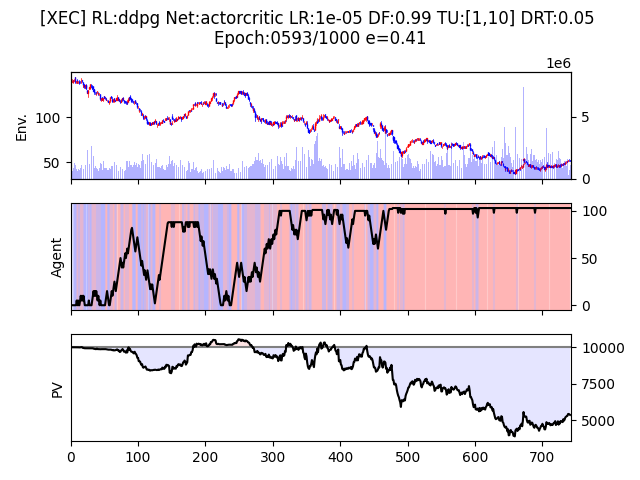 [XEC] RL:ddpg Net:actorcritic LR:1e-05 DF:0.99 TU:[1,10] DRT:0.05
Epoch:0593/1000 e=0.41
1e6
Env.
100
50
5
0
Agent
100
50
0
PV
10000
7500
5000
0 100 200 300 400 500 600 700